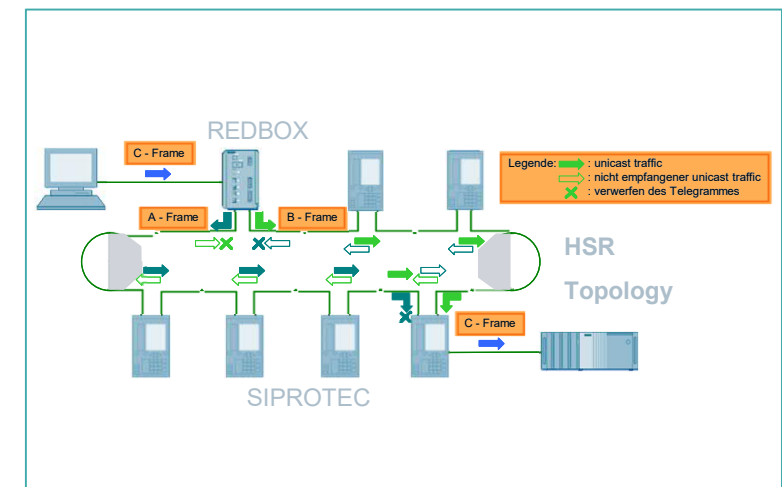 REDBOX
C - Frame
Legende: : unicast traffic
: nicht empfangener unicast traffic
: verwerfen des Telegrammes
A - Frame
B - Frame
HSR
Topology
C - Frame
SIPROTEC